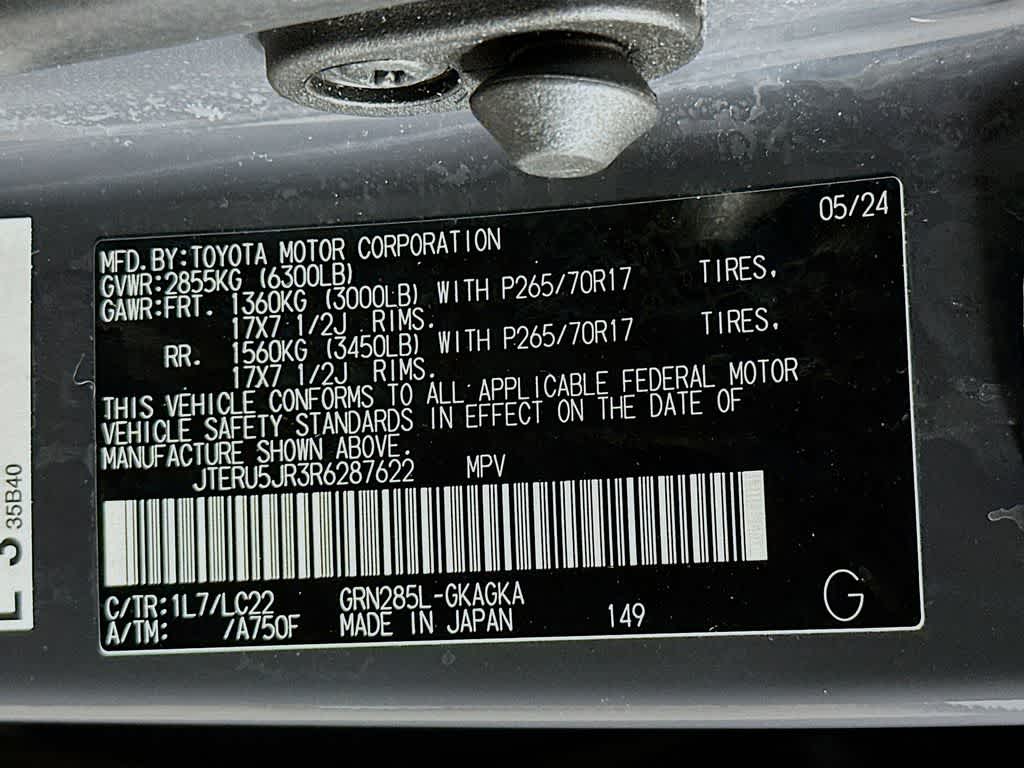 05/24
MFD.BY:TOYOTA MOTOR CORPORATION
GVWR:2855KG (6300LB)
GAWR:FRT. 1360KG (3000LB) WITH P265/70R17 TIRES,
17X7 1/2J RIMS.
RR. 1560KG (3450LB) WITH P265/70R17 TIRES,
17X7 1/2J RIMS.
THIS VEHICLE CONFORMS TO ALL APPLICABLE FEDERAL MOTOR
VEHICLE SAFETY STANDARDS IN EFFECT ON THE DATE OF
MANUFACTURE SHOWN ABOVE.
JTERU5JR3R6287622 MPV
C/TR:1L7/LC22 GRN285L-GKAGKA
A/TM: /A750F MADE IN JAPAN 149
G
35B40